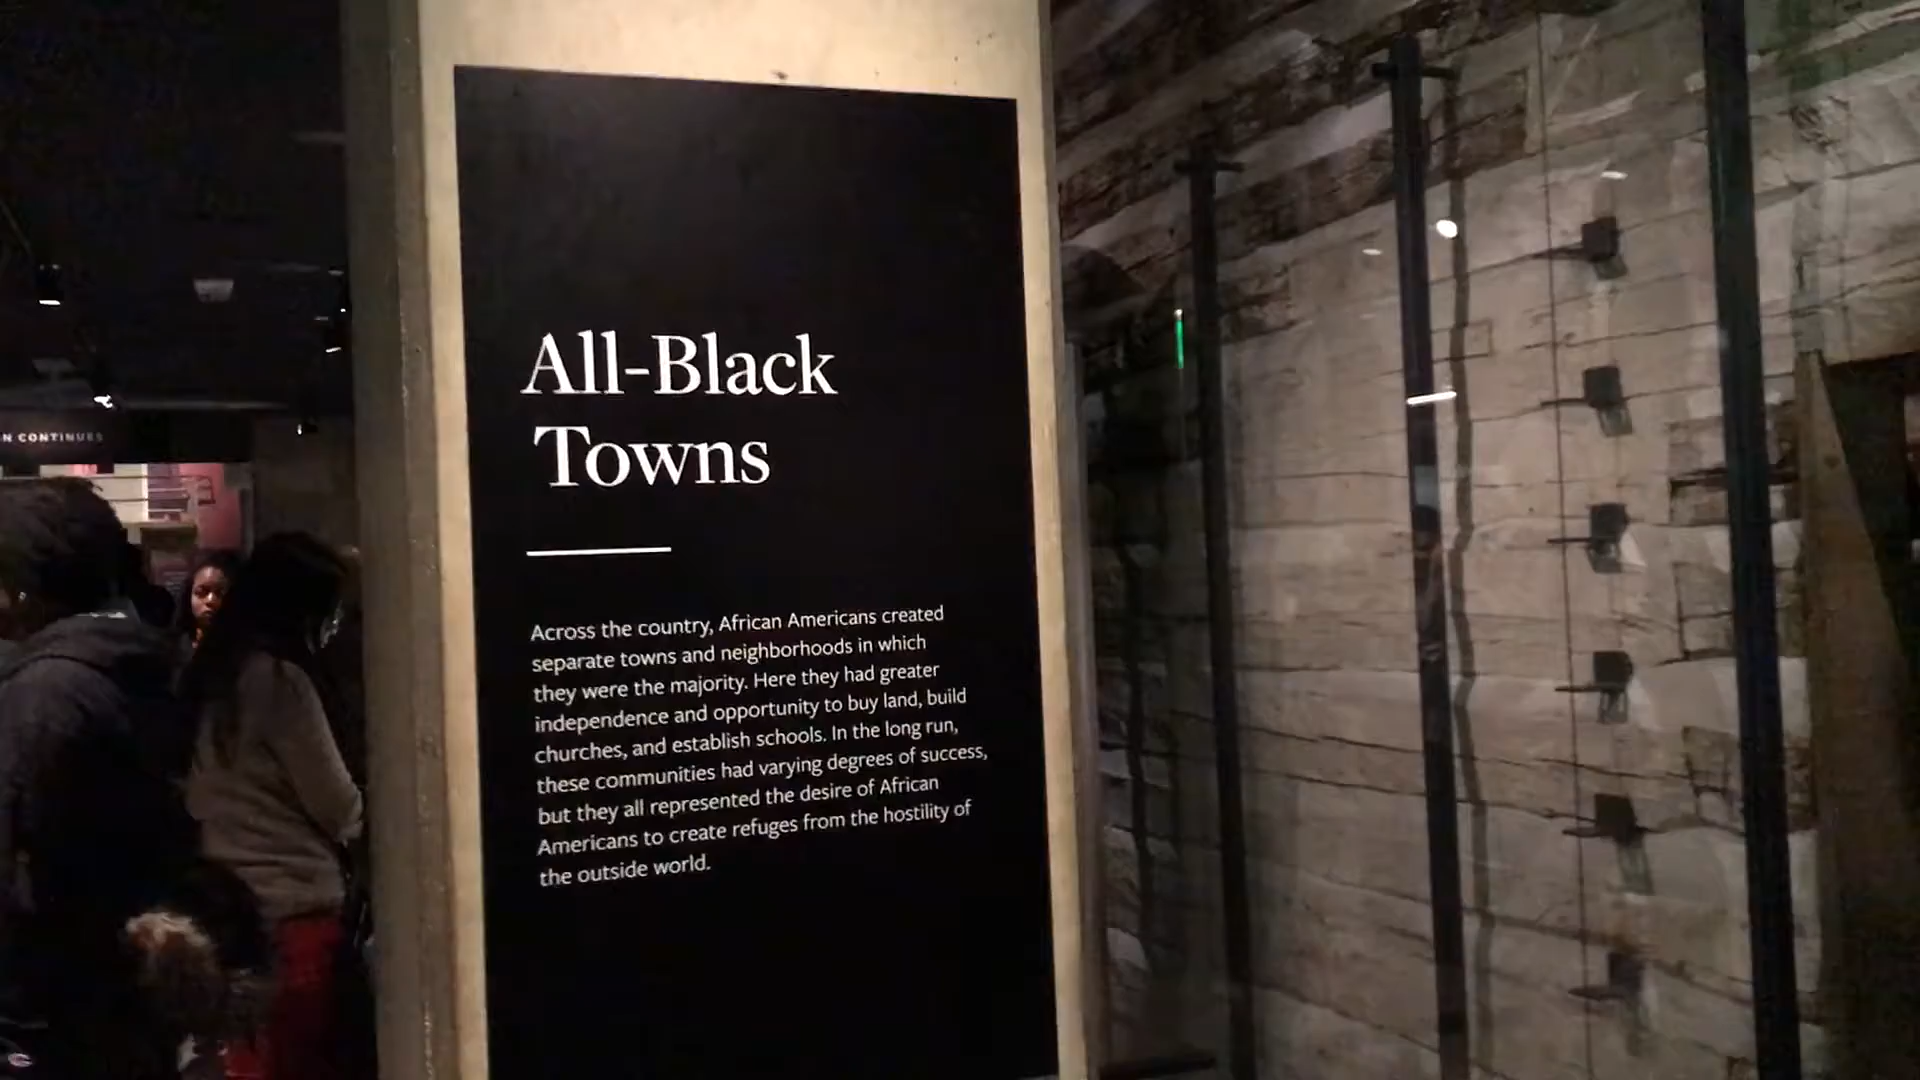 All-Black
Towns
Across the country, African Americans created
separate towns and neighborhoods in which
they were the majority. Here they had greater
independence and opportunity to buy land, build
churches, and establish schools. In the long run,
these communities had varying degrees of success,
but they all represented the desire of African
Americans to create refuges from the hostility of
the outside world.
N CONTINUES